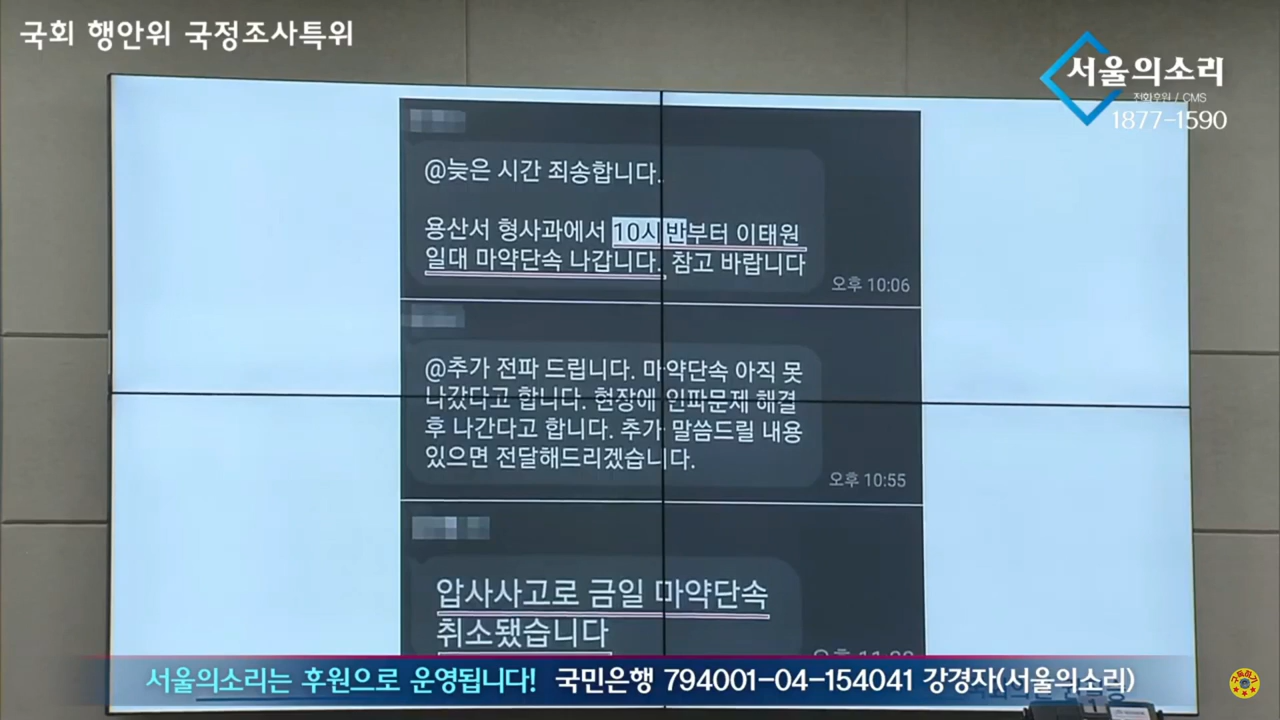 국회 행안위 국정조사특위
서울의소리
전화후원 / CMS
1877-1590
@늦은 시간 죄송합니다.
용산서 형사과에서 10시 반부터 이태원
일대 마약단속 나갑니다. 참고 바랍니다
오후 10:06
@추가 전파 드립니다. 마약단속 아직 못
나갔다고 합니다. 현장에 인파문제 해결
후 나간다고 합니다. 추가 말씀드릴 내용
있으면 전달해드리겠습니다.
오후 10:55
압사사고로 금일 마약단속
취소됐습니다
서울의소리는 후원으로 운영됩니다! 국민은행 794001-04-154041 강경자(서울의소리)
구독하기